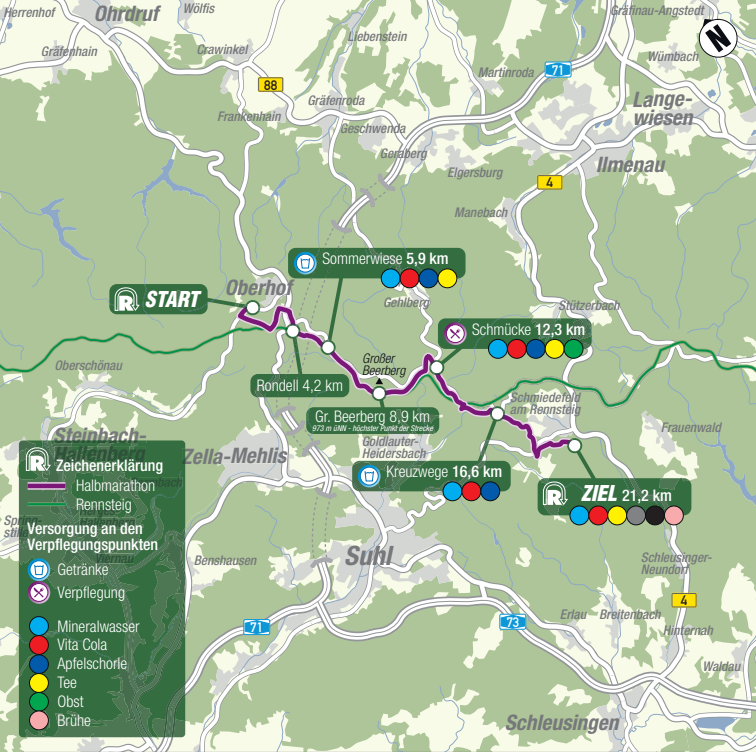 Herrenhof
Ohrdruf
Wölfis
Gräfinau-Angstedt
N
Gräfenhain
Crawinkel
Liebenstein
Wümbach
88
Martinroda
71
Gräfenroda
Lange-
wiesen
Frankenhain
Geschwenda
Geraberg
Ilmenau
Elgersburg
4
Manebach
Sommerwiese 5,9 km
Oberhof
START
Gehlberg
Stützerbach
Schmücke 12,3 km
Oberschönau
Großer
Beerberg
Rondell 4,2 km
Schmiedefeld
am Rennsteig
Gr. Beerberg 8,9 km
973 m üNN - höchster Punkt der Strecke
Frauenwald
Steinbach-
Hallenberg
Goldlauter-
Heidersbach
Zella-Mehlis
Kreuzwege 16,6 km
ZIEL 21,2 km
Zeichenerklärung
Halbmarathon
Rennsteig
Versorgung an den
Verpflegungspunkten
Viernau
Getränke
Verpflegung
Mineralwasser
Vita Cola
Apfelschorle
Tee
Obst
Brühe
Suhl
Benshausen
Schleusinger-
Neundorf
71
73
4
Erlau
Breitenbach
Hinternah
Waldau
Schleusingen